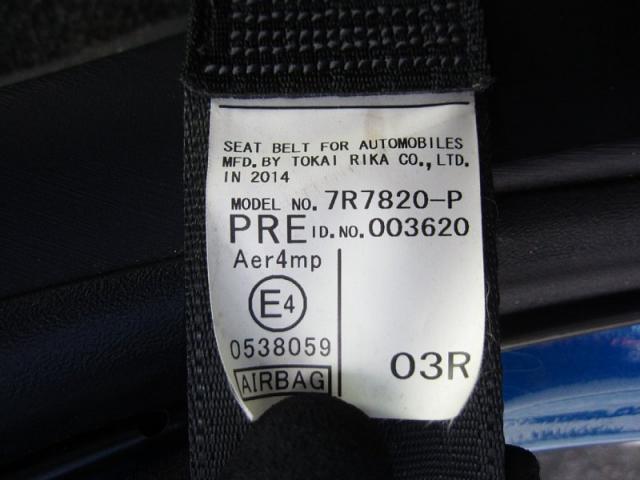 SEAT BELT FOR AUTOMOBILES
MFD. BY TOKAI RIKA CO., LTD.
IN 2014
MODEL NO. 7R7820-P
PRE ID.NO. 003620
Aer4mp
E4
0538059
03R
AIRBAG